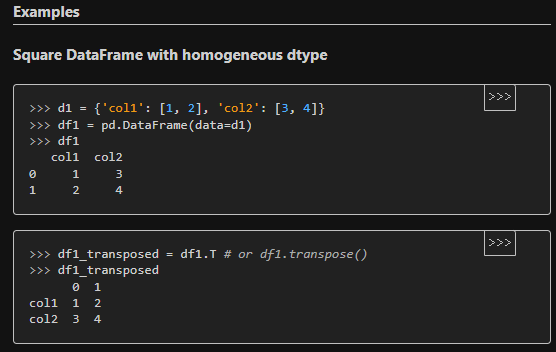 Examples
Square DataFrame with homogeneous dtype
>>>
>>> d1 = {'col1': [1, 2], 'col2': [3, 4]}
>>> df1 = pd.DataFrame(data=d1)
>>> df1
   col1  col2
0     1     3
1     2     4
>>>
>>> df1_transposed = df1.T # or df1.transpose()
>>> df1_transposed
      0  1
col1  1  2
col2  3  4